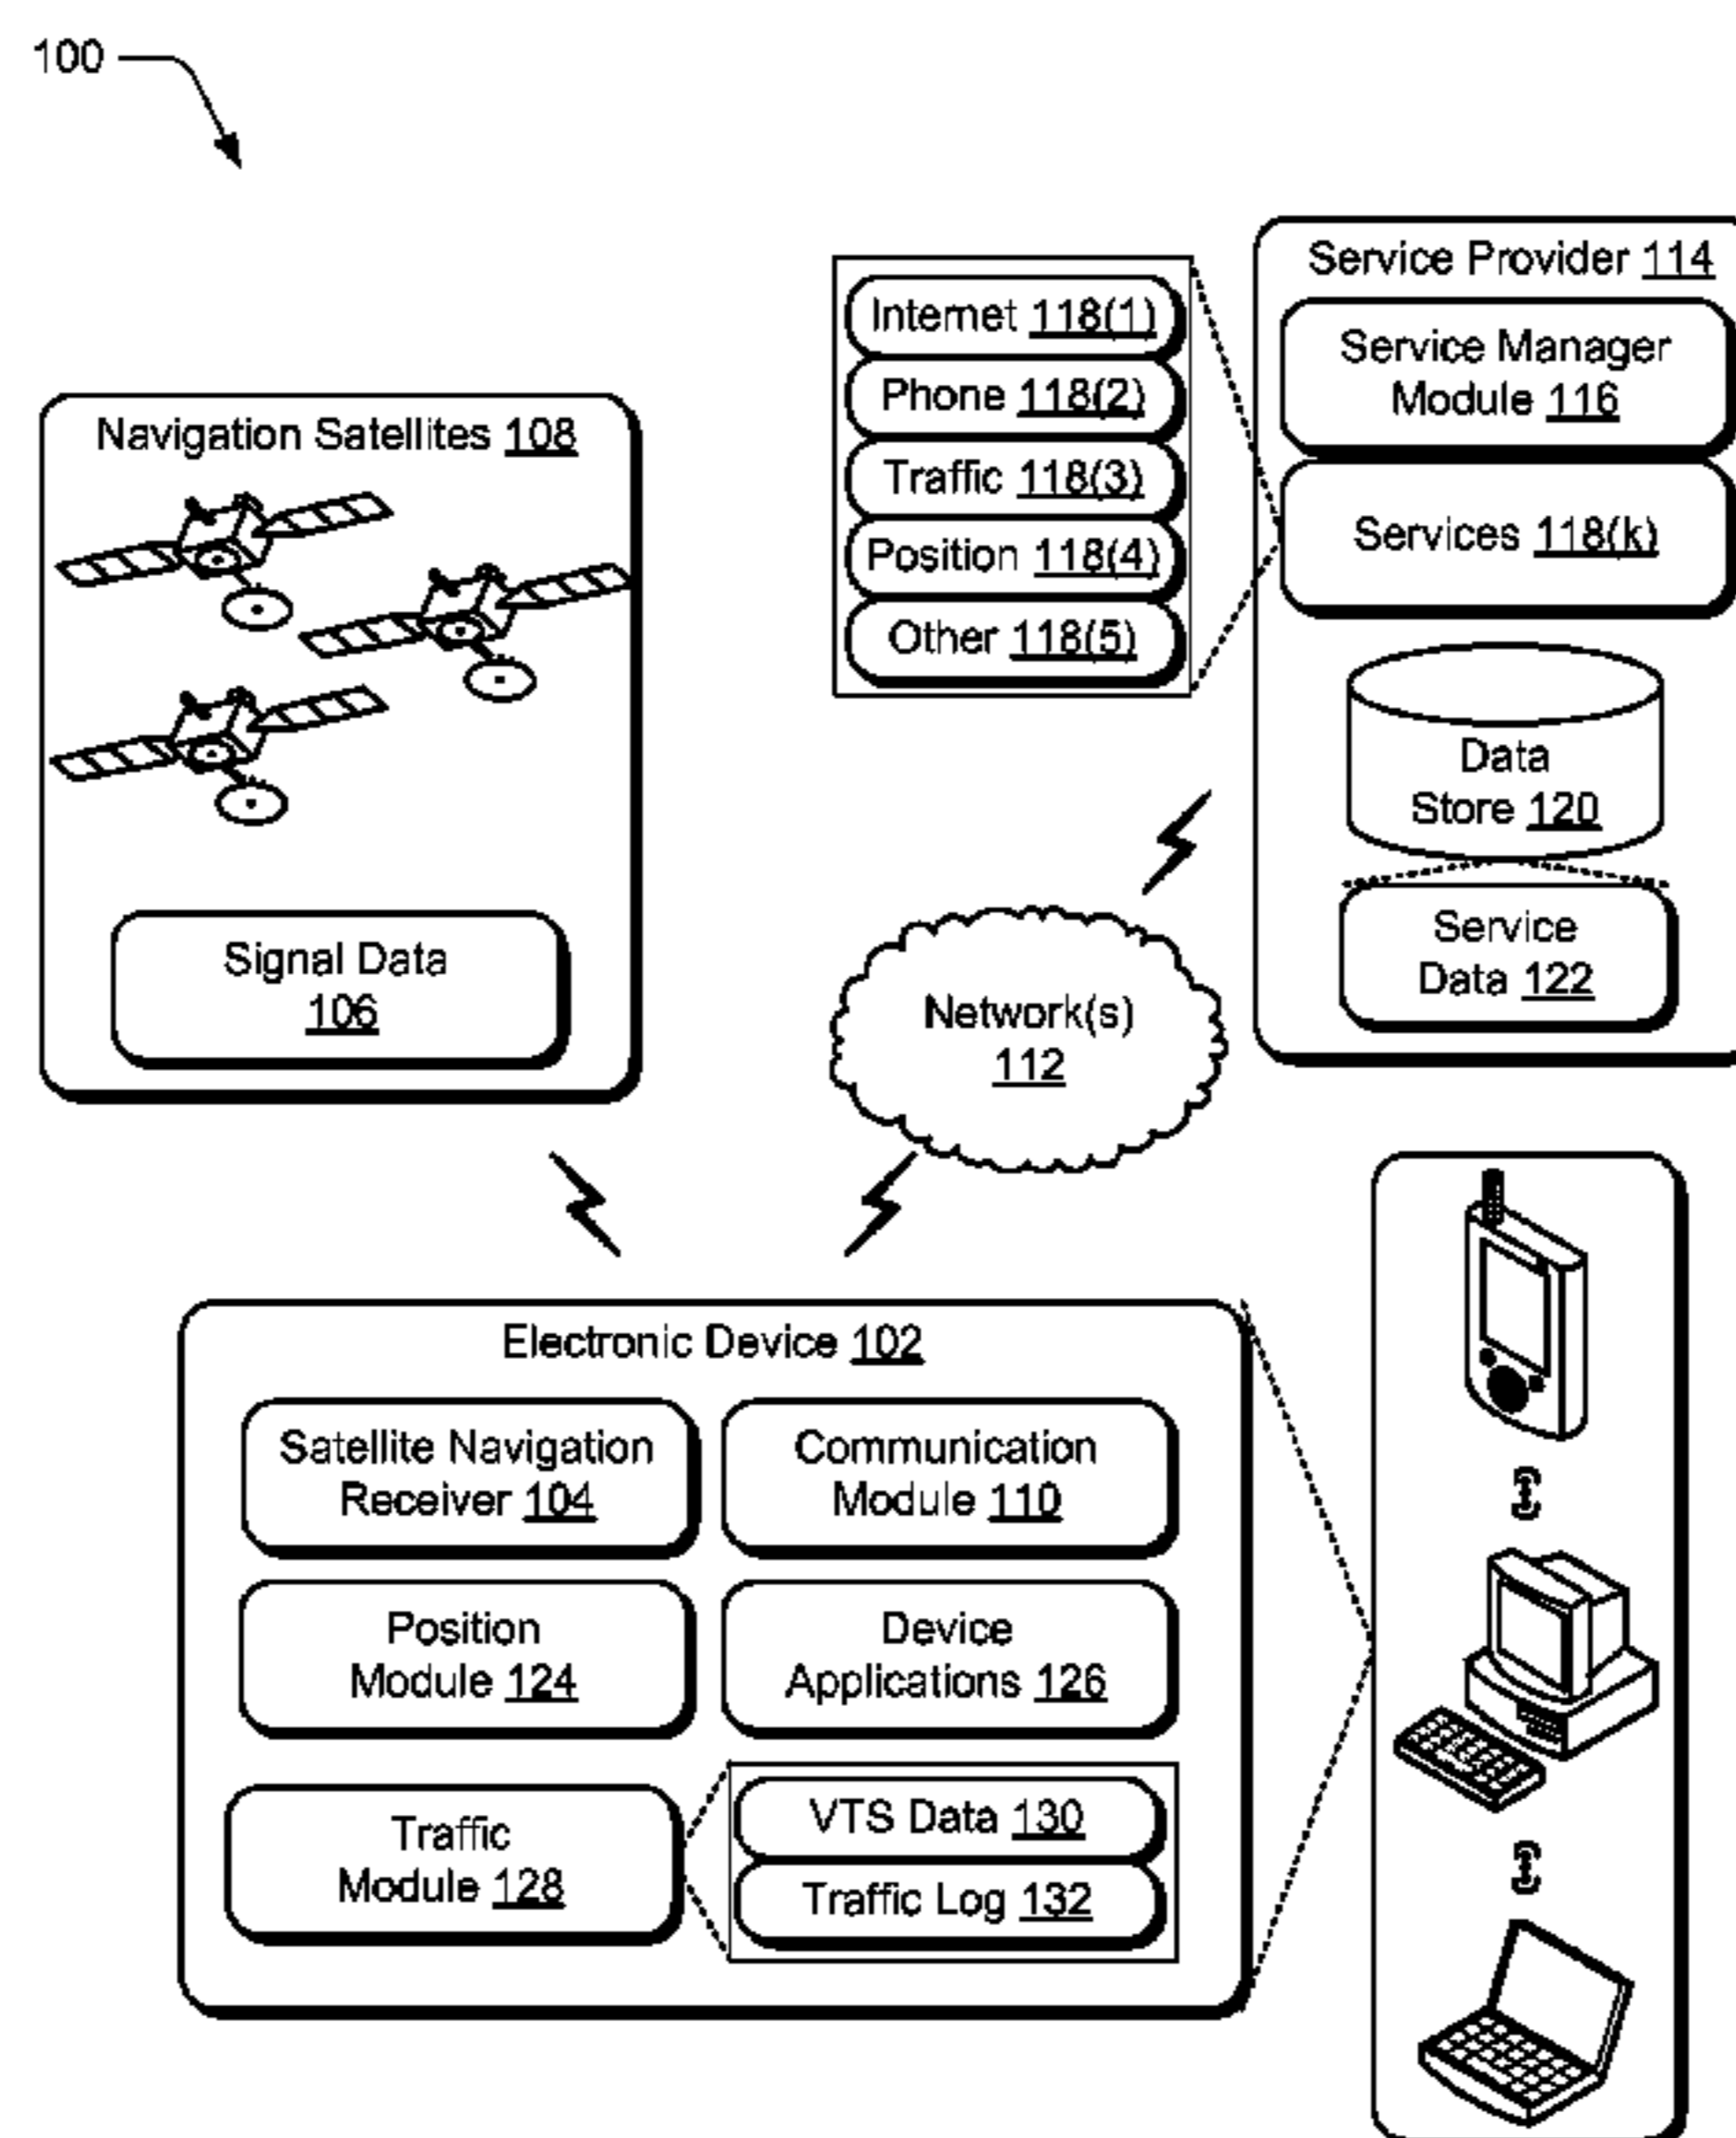 100
Service Provider 114
Internet 118(1)
Service Manager
Module 116
Phone 118(2)
Traffic 118(3)
Position 118(4)
Other 118(5)
Services 118(k)
Navigation Satellites 108
Data
Store 120
Service
Data 122
Signal Data
106
Network(s)
112
Electronic Device 102
Satellite Navigation
Receiver 104
Communication
Module 110
Position
Module 124
Device
Applications 126
Traffic
Module 128
VTS Data 130
Traffic Log 132